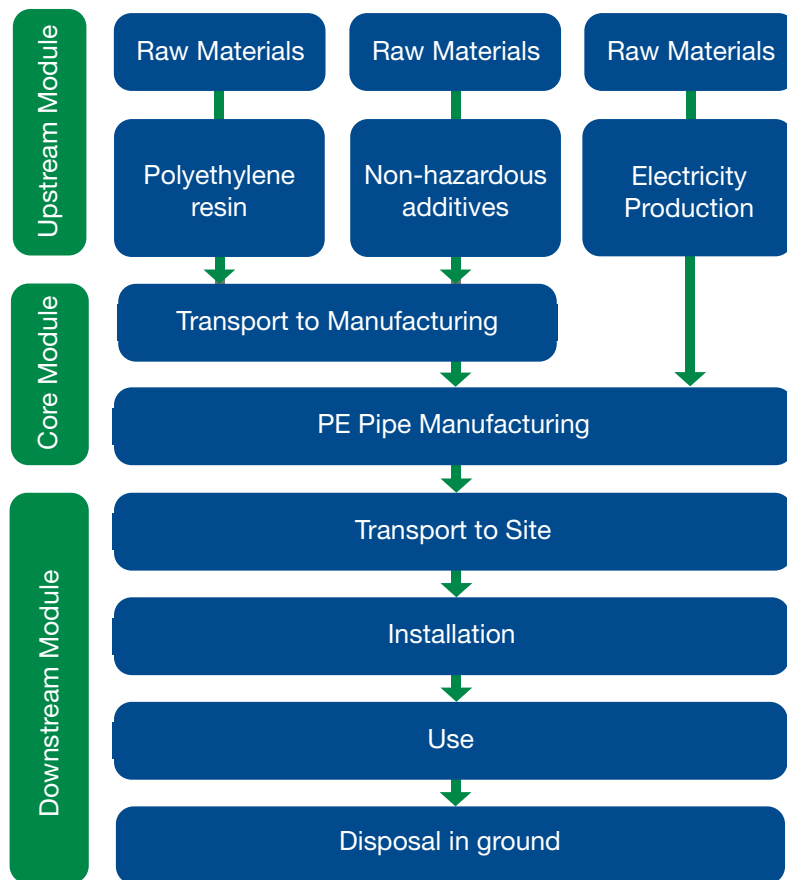 Upstream Module
Raw Materials
Raw Materials
Raw Materials
Polyethylene
resin
Non-hazardous
additives
Electricity
Production
Core Module
Transport to Manufacturing
PE Pipe Manufacturing
Downstream Module
Transport to Site
Installation
Use
Disposal in ground